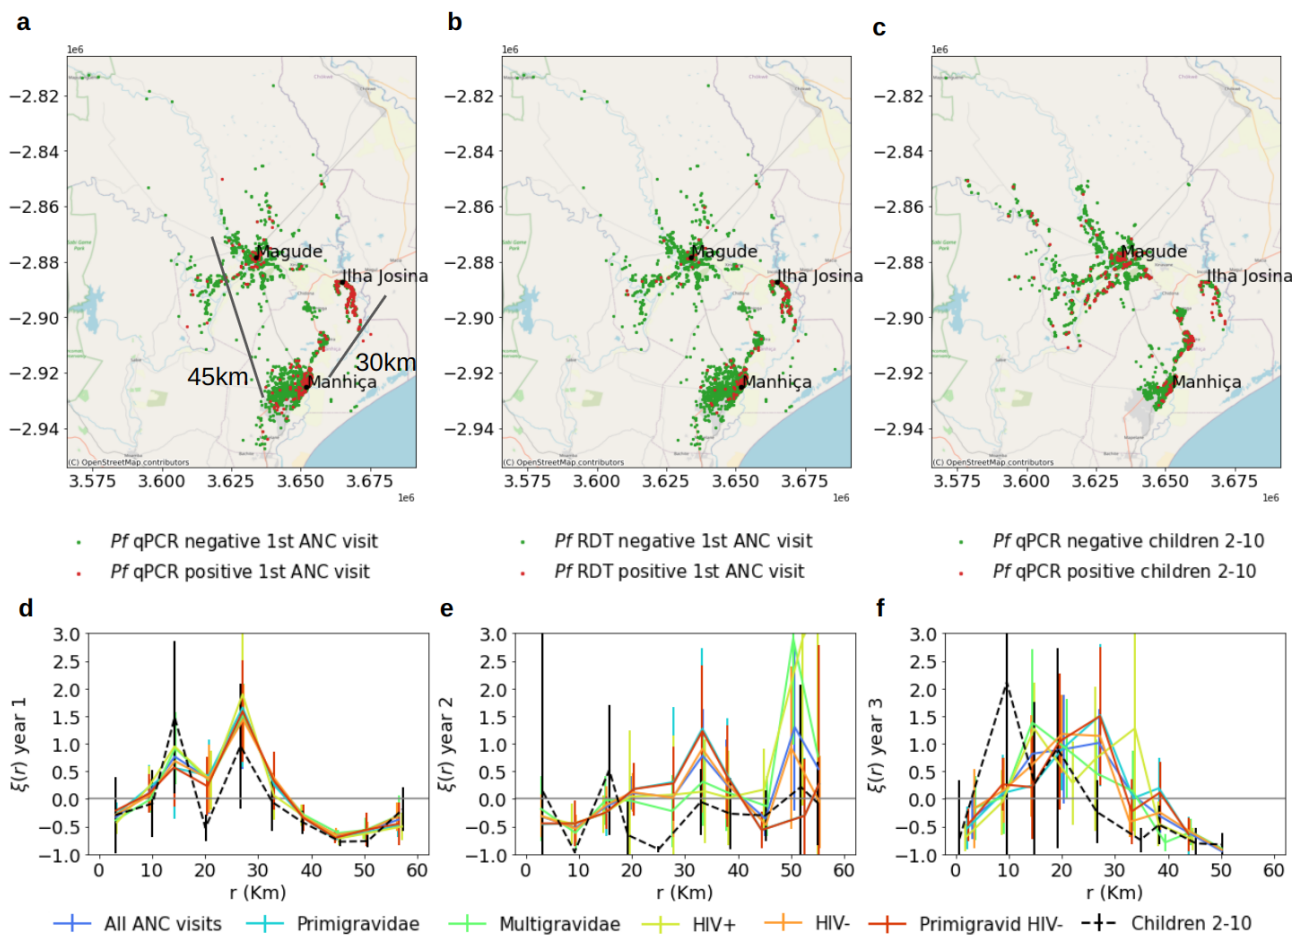 a
b
c
1e6
1e6
1e6
−2.82
−2.84
−2.86
−2.88
−2.90
−2.92
−2.94
Magude
Ilha Josina
Manhiça
45km
30km
(C) OpenStreetMap contributors
3.575 3.600 3.625 3.650 3.675
1e6
−2.82
−2.84
−2.86
−2.88
−2.90
−2.92
−2.94
Magude
Ilha Josina
Manhiça
(C) OpenStreetMap contributors
3.575 3.600 3.625 3.650 3.675
1e6
−2.82
−2.84
−2.86
−2.88
−2.90
−2.92
−2.94
Magude
Ilha Josina
Manhiça
(C) OpenStreetMap contributors
3.575 3.600 3.625 3.650 3.675
1e6
Pf qPCR negative 1st ANC visit
Pf qPCR positive 1st ANC visit
Pf RDT negative 1st ANC visit
Pf RDT positive 1st ANC visit
Pf qPCR negative children 2-10
Pf qPCR positive children 2-10
d
ξ(r) year 1
3.0
2.5
2.0
1.5
1.0
0.5
0.0
−0.5
−1.0
0 10 20 30 40 50 60
r (Km)
e
ξ(r) year 2
3.0
2.5
2.0
1.5
1.0
0.5
0.0
−0.5
−1.0
0 10 20 30 40 50 60
r (Km)
f
ξ(r) year 3
3.0
2.5
2.0
1.5
1.0
0.5
0.0
−0.5
−1.0
0 10 20 30 40 50 60
r (Km)
All ANC visits Primigravidae Multigravidae HIV+ HIV- Primigravid HIV- Children 2-10